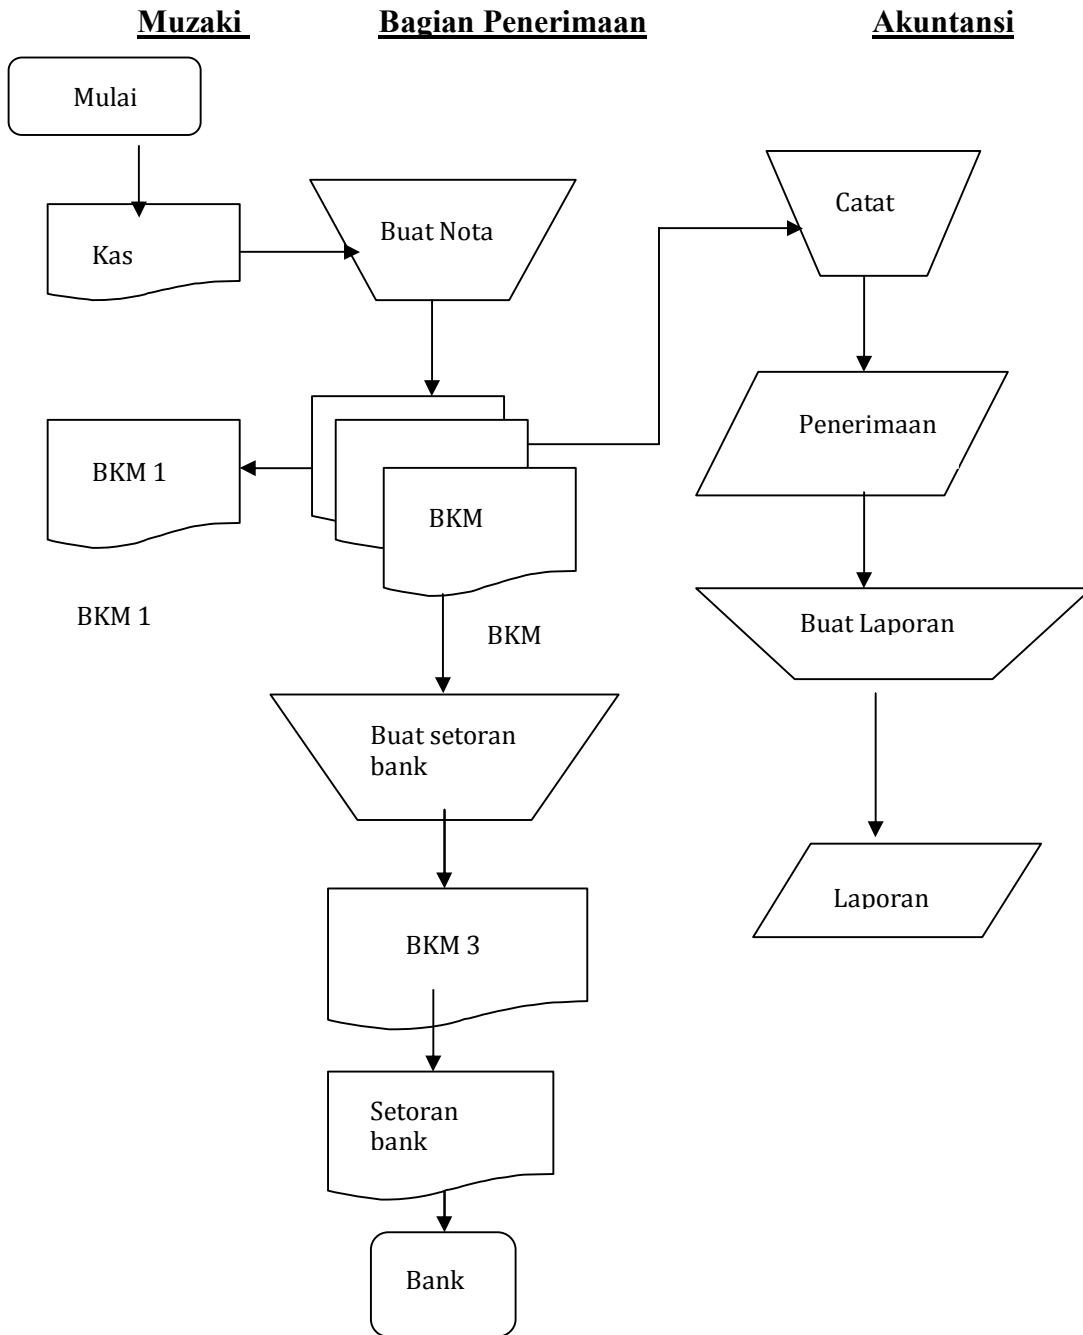 Muzaki
Bagian Penerimaan
Akuntansi
Mulai
Kas
Buat Nota
Catat
BKM 1
BKM
Penerimaan
BKM 1
BKM
Buat Laporan
Buat setoran
bank
BKM 3
Laporan
Setoran
bank
Bank